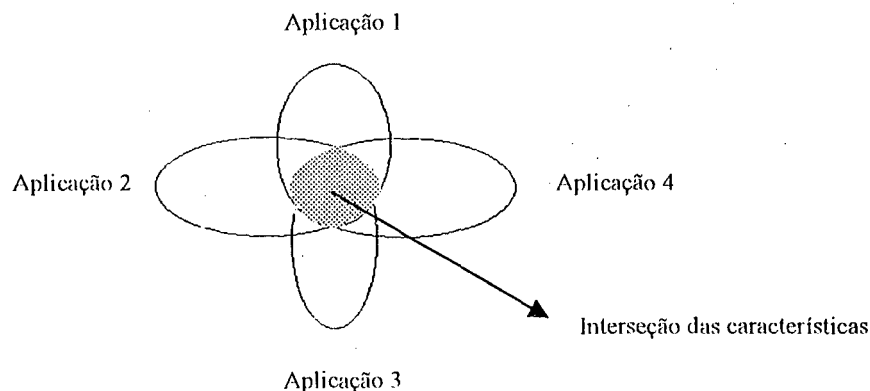 Aplicação 1
Aplicação 2
Aplicação 4
Interseção das características
Aplicação 3